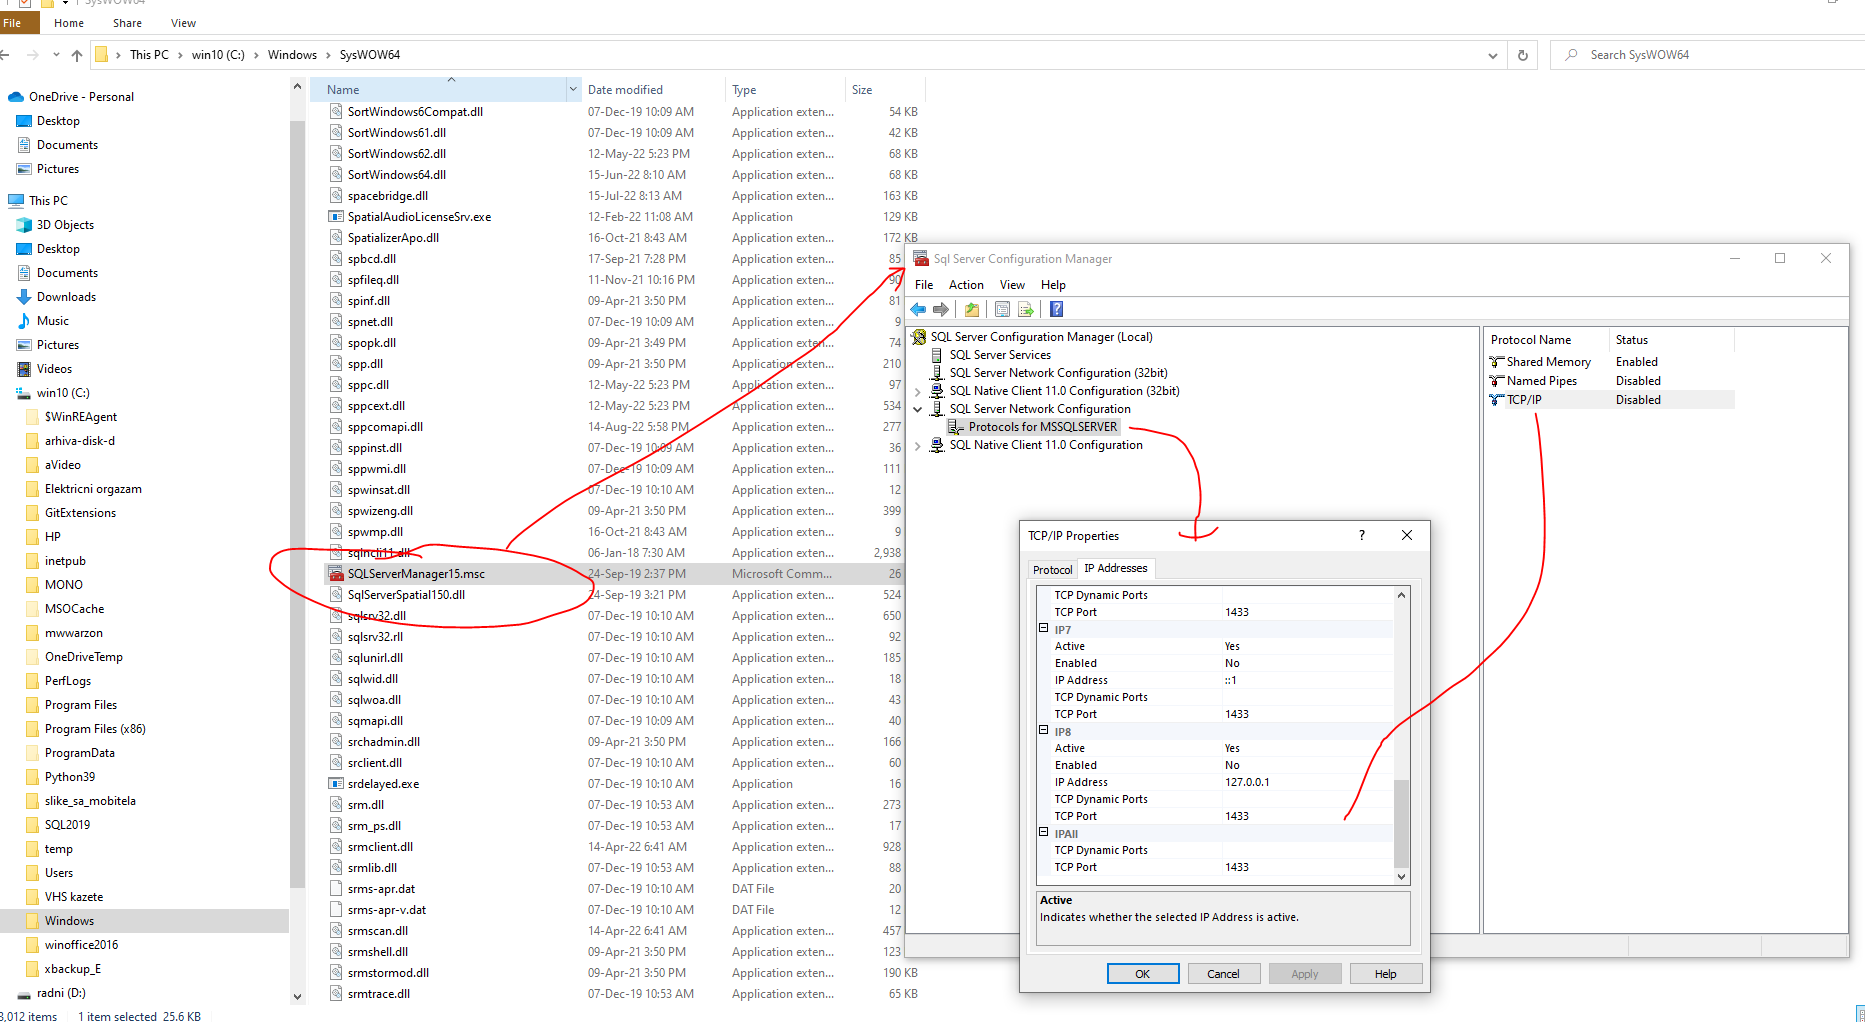 SysWOW64
File Home Share View
This PC win10 (C:) Windows SysWOW64
Search SysWOW64
OneDrive - Personal
Desktop
Documents
Pictures
This PC
3D Objects
Desktop
Documents
Downloads
Music
Pictures
Videos
win10 (C:)
$WinREAgent
arhiva-disk-d
aVideo
Elektricni orgazam
GitExtensions
HP
inetpub
MONO
MSOCache
mwwarzon
OneDriveTemp
PerfLogs
Program Files
Program Files (x86)
ProgramData
Python39
slike_sa_mobitela
SQL2019
temp
Users
VHS kazete
Windows
winoffice2016
xbackup_E
radni (D:)
Name Date modified Type Size
SortWindows6Compat.dll 07-Dec-19 10:09 AM Application exten... 54 KB
SortWindows61.dll 07-Dec-19 10:09 AM Application exten... 42 KB
SortWindows62.dll 12-May-22 5:23 PM Application exten... 68 KB
SortWindows64.dll 15-Jun-22 8:10 AM Application exten... 68 KB
spacebridge.dll 15-Jul-22 8:13 AM Application exten... 163 KB
SpatialAudioLicenseSrv.exe 12-Feb-22 11:08 AM Application 129 KB
SpatializerApo.dll 16-Oct-21 8:43 AM Application exten... 172 KB
spbcd.dll 17-Sep-21 7:28 PM Application exten... 85
spfileq.dll 11-Nov-21 10:16 PM Application exten... 90
spinf.dll 09-Apr-21 3:50 PM Application exten... 81
spnet.dll 07-Dec-19 10:09 AM Application exten... 9
spopk.dll 09-Apr-21 3:49 PM Application exten... 74
spp.dll 09-Apr-21 3:50 PM Application exten... 210
sppc.dll 12-May-22 5:23 PM Application exten... 97
sppcext.dll 12-May-22 5:23 PM Application exten... 534
sppcomapi.dll 14-Aug-22 5:58 PM Application exten... 277
sppinst.dll 07-Dec-19 10:09 AM Application exten... 36
sppwmi.dll 07-Dec-19 10:09 AM Application exten... 111
spwinsat.dll 07-Dec-19 10:10 AM Application exten... 12
spwizeng.dll 09-Apr-21 3:50 PM Application exten... 399
spwmp.dll 16-Oct-21 8:43 AM Application exten... 9
sqlncli11.dll 06-Jan-18 7:30 AM Application exten... 2,938
SQLServerManager15.msc 24-Sep-19 2:37 PM Microsoft Comm... 26
SqlServerSpatial150.dll 24-Sep-19 3:21 PM Application exten... 524
sqlsrv32.dll 07-Dec-19 10:10 AM Application exten... 650
sqlsrv32.rll 07-Dec-19 10:10 AM Application exten... 92
sqlunirl.dll 07-Dec-19 10:10 AM Application exten... 185
sqlwid.dll 07-Dec-19 10:10 AM Application exten... 18
sqlwoa.dll 07-Dec-19 10:10 AM Application exten... 43
sqmapi.dll 07-Dec-19 10:09 AM Application exten... 40
srchadmin.dll 09-Apr-21 3:50 PM Application exten... 166
srclient.dll 07-Dec-19 10:10 AM Application exten... 60
srdelayed.exe 07-Dec-19 10:10 AM Application 16
srm.dll 07-Dec-19 10:53 AM Application exten... 273
srm_ps.dll 07-Dec-19 10:53 AM Application exten... 17
srmclient.dll 14-Apr-22 6:41 AM Application exten... 928
srmlib.dll 07-Dec-19 10:53 AM Application exten... 88
srms-apr.dat 07-Dec-19 10:10 AM DAT File 20
srms-apr-v.dat 07-Dec-19 10:10 AM DAT File 12
srmscan.dll 14-Apr-22 6:41 AM Application exten... 457
srmshell.dll 09-Apr-21 3:50 PM Application exten... 123
srmstormod.dll 09-Apr-21 3:50 PM Application exten... 190 KB
srmtrace.dll 07-Dec-19 10:53 AM Application exten... 65 KB
3,012 items 1 item selected 25.6 KB
Sql Server Configuration Manager
File Action View Help
SQL Server Configuration Manager (Local)
SQL Server Services
SQL Server Network Configuration (32bit)
SQL Native Client 11.0 Configuration (32bit)
SQL Server Network Configuration
Protocols for MSSQLSERVER
SQL Native Client 11.0 Configuration
Protocol Name Status
Shared Memory Enabled
Named Pipes Disabled
TCP/IP Disabled
TCP/IP Properties ?
Protocol IP Addresses
TCP Dynamic Ports
TCP Port 1433
IP7
Active Yes
Enabled No
IP Address ::1
TCP Dynamic Ports
TCP Port 1433
IP8
Active Yes
Enabled No
IP Address 127.0.0.1
TCP Dynamic Ports
TCP Port 1433
IPAll
TCP Dynamic Ports
TCP Port 1433
Active
Indicates whether the selected IP Address is active.
OK Cancel Apply Help